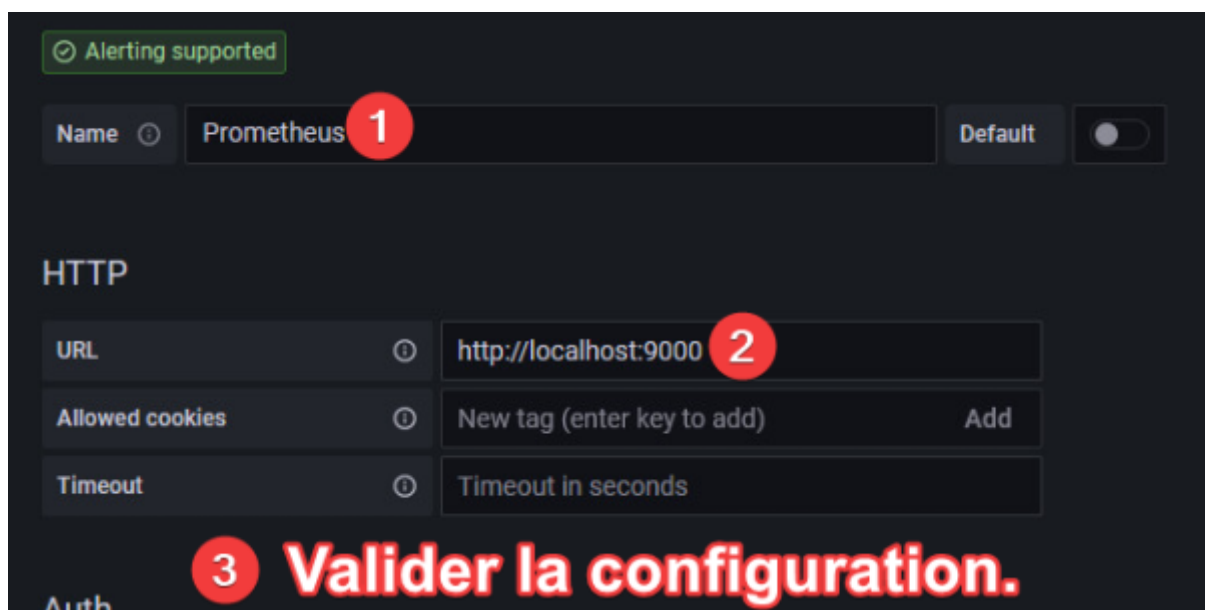 Alerting supported
Name Prometheus 1 Default
HTTP
URL http://localhost:9000 2
Allowed cookies New tag (enter key to add) Add
Timeout Timeout in seconds
3 Valider la configuration.
Auth